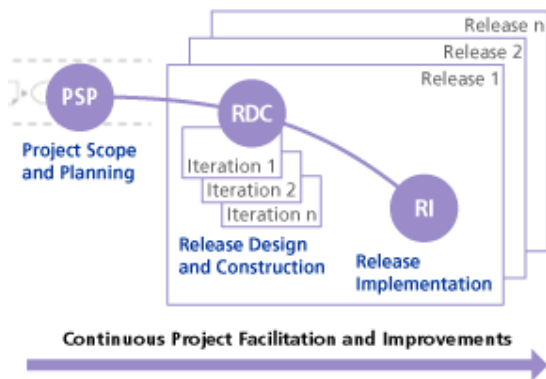 Release n
Release 2
Release 1
PSP
RDC
Project Scope
and Planning
Iteration 1
Iteration 2
Iteration n
RI
Release Design
and Construction
Release
Implementation
Continuous Project Facilitation and Improvements